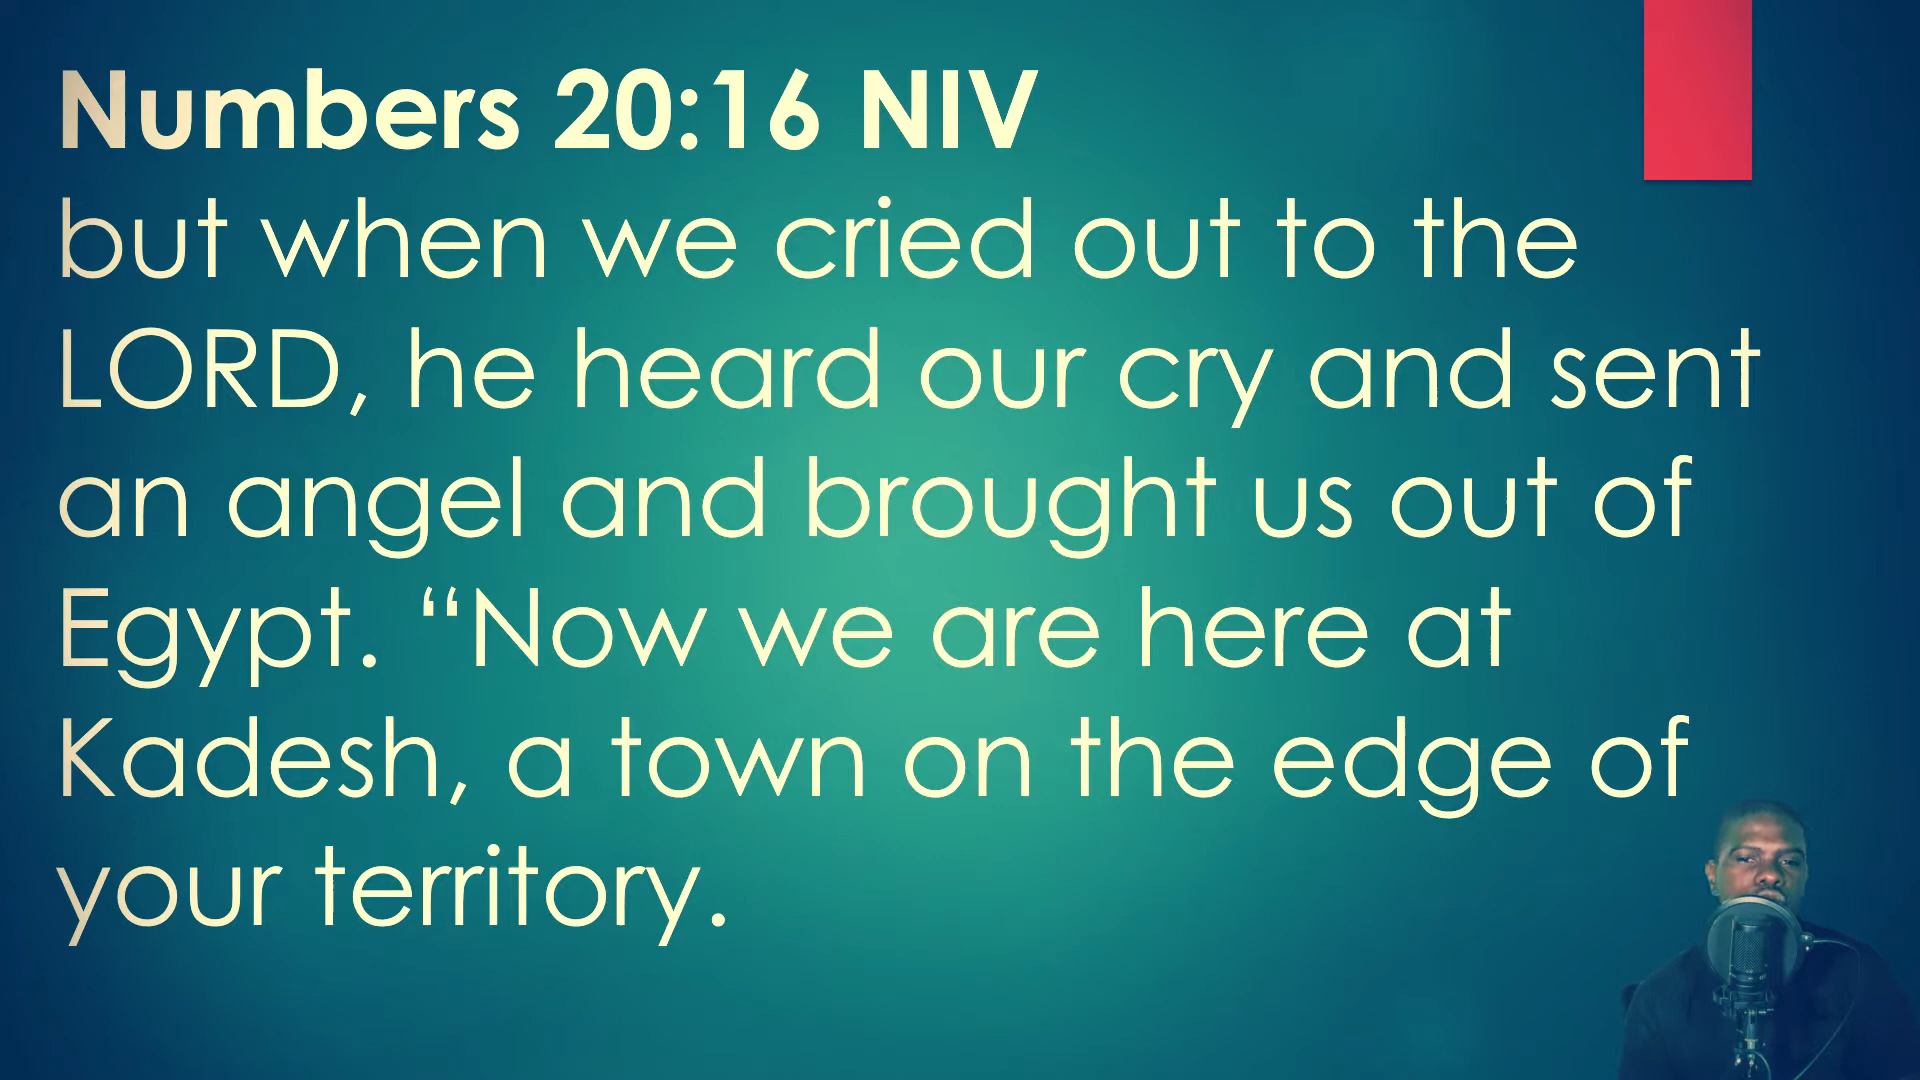 Numbers 20:16 NIV
but when we cried out to the
LORD, he heard our cry and sent
an angel and brought us out of
Egypt. “Now we are here at
Kadesh, a town on the edge of
your territory.